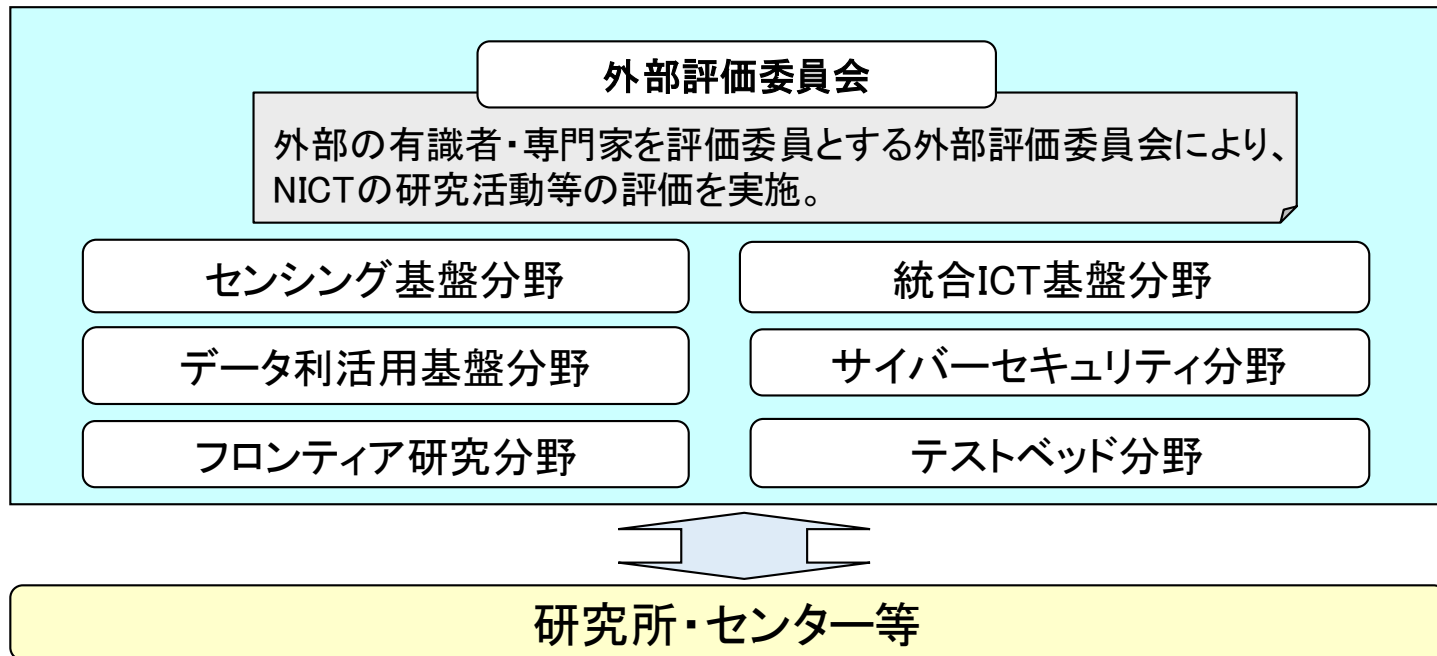 外部評価委員会
外部の有識者・専門家を評価委員とする外部評価委員会により、
NICTの研究活動等の評価を実施。
センシング基盤分野
統合ICT基盤分野
データ利活用基盤分野
サイバーセキュリティ分野
フロンティア研究分野
テストベッド分野
研究所・センター等